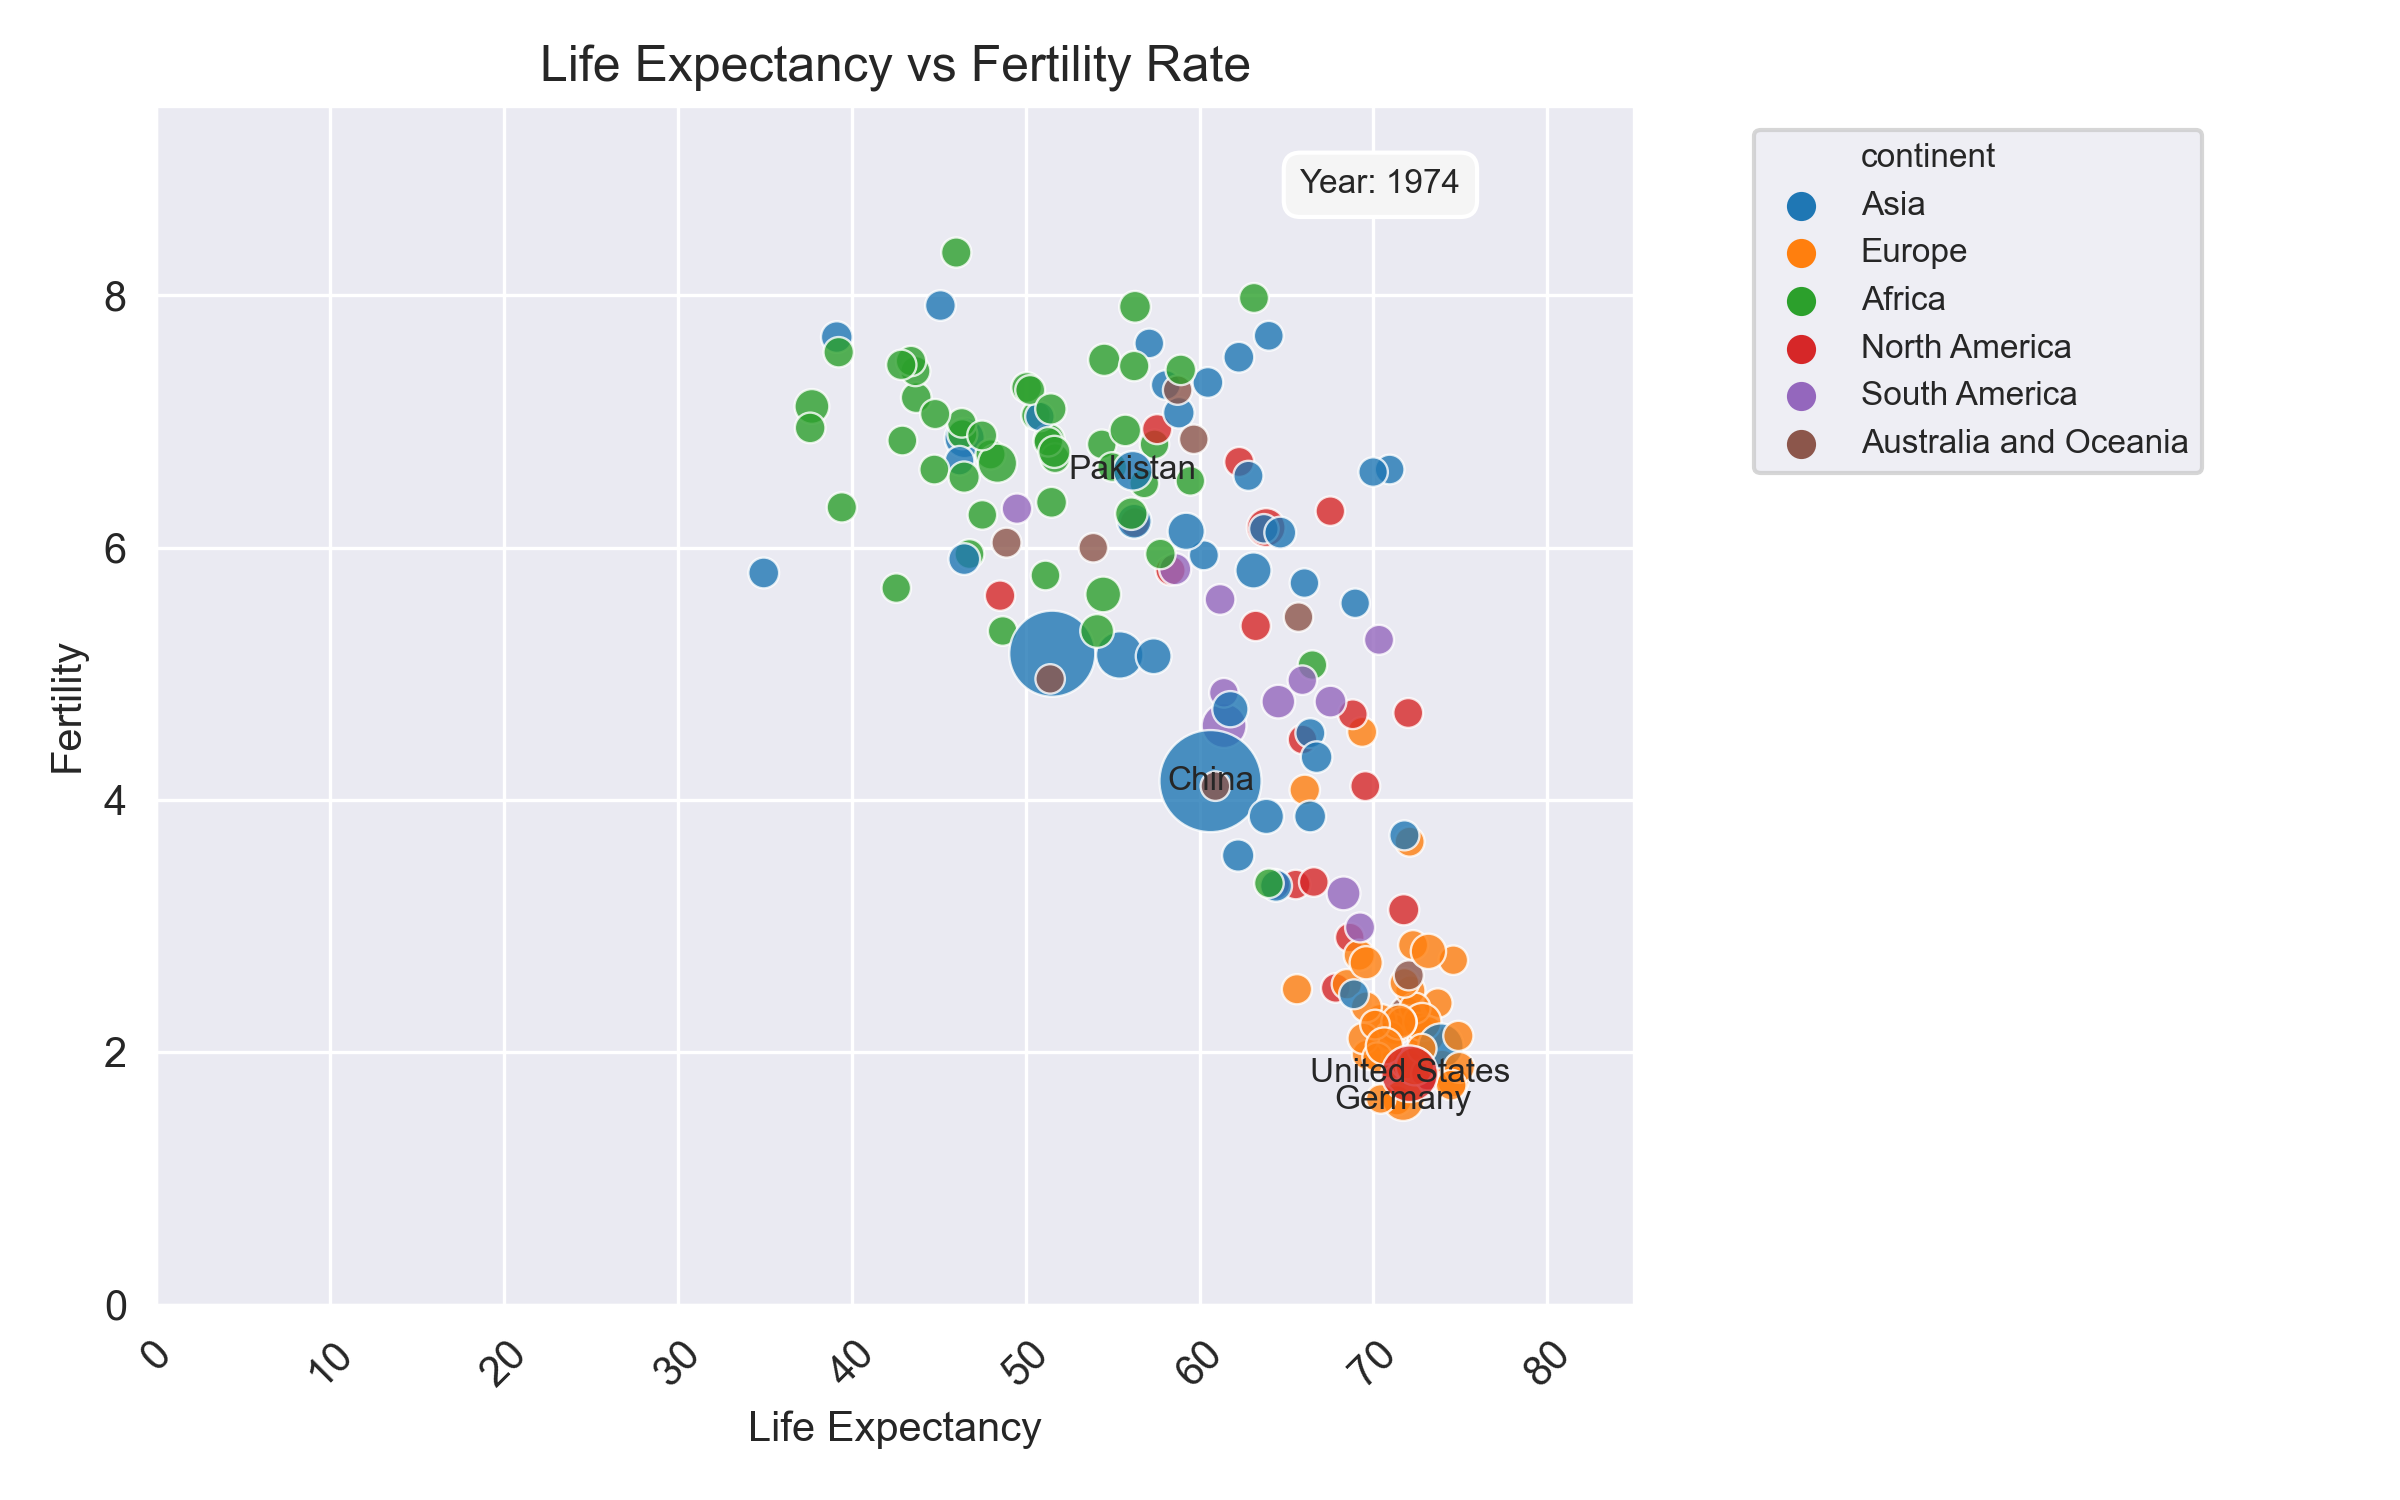 Life Expectancy vs Fertility Rate
Year: 1974
continent
Asia
Europe
Africa
North America
South America
Australia and Oceania
Fertility
8
6
4
2
0
Pakistan
China
United States
Germany
0 10 20 30 40 50 60 70 80
Life Expectancy